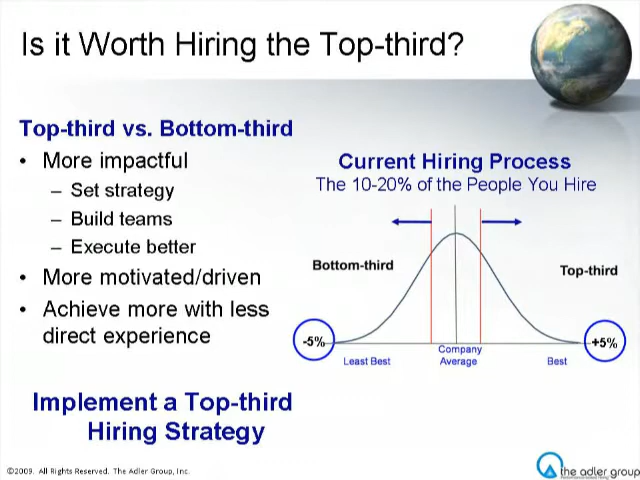 Is it Worth Hiring the Top-third?
Top-third vs. Bottom-third
• More impactful
– Set strategy
– Build teams
– Execute better
• More motivated/driven
• Achieve more with less
direct experience
Implement a Top-third
Hiring Strategy
Current Hiring Process
The 10-20% of the People You Hire
Bottom-third
Top-third
-5%
+5%
Least Best
Company
Average
Best
©2009. All Rights Reserved. The Adler Group, Inc.
the adler group